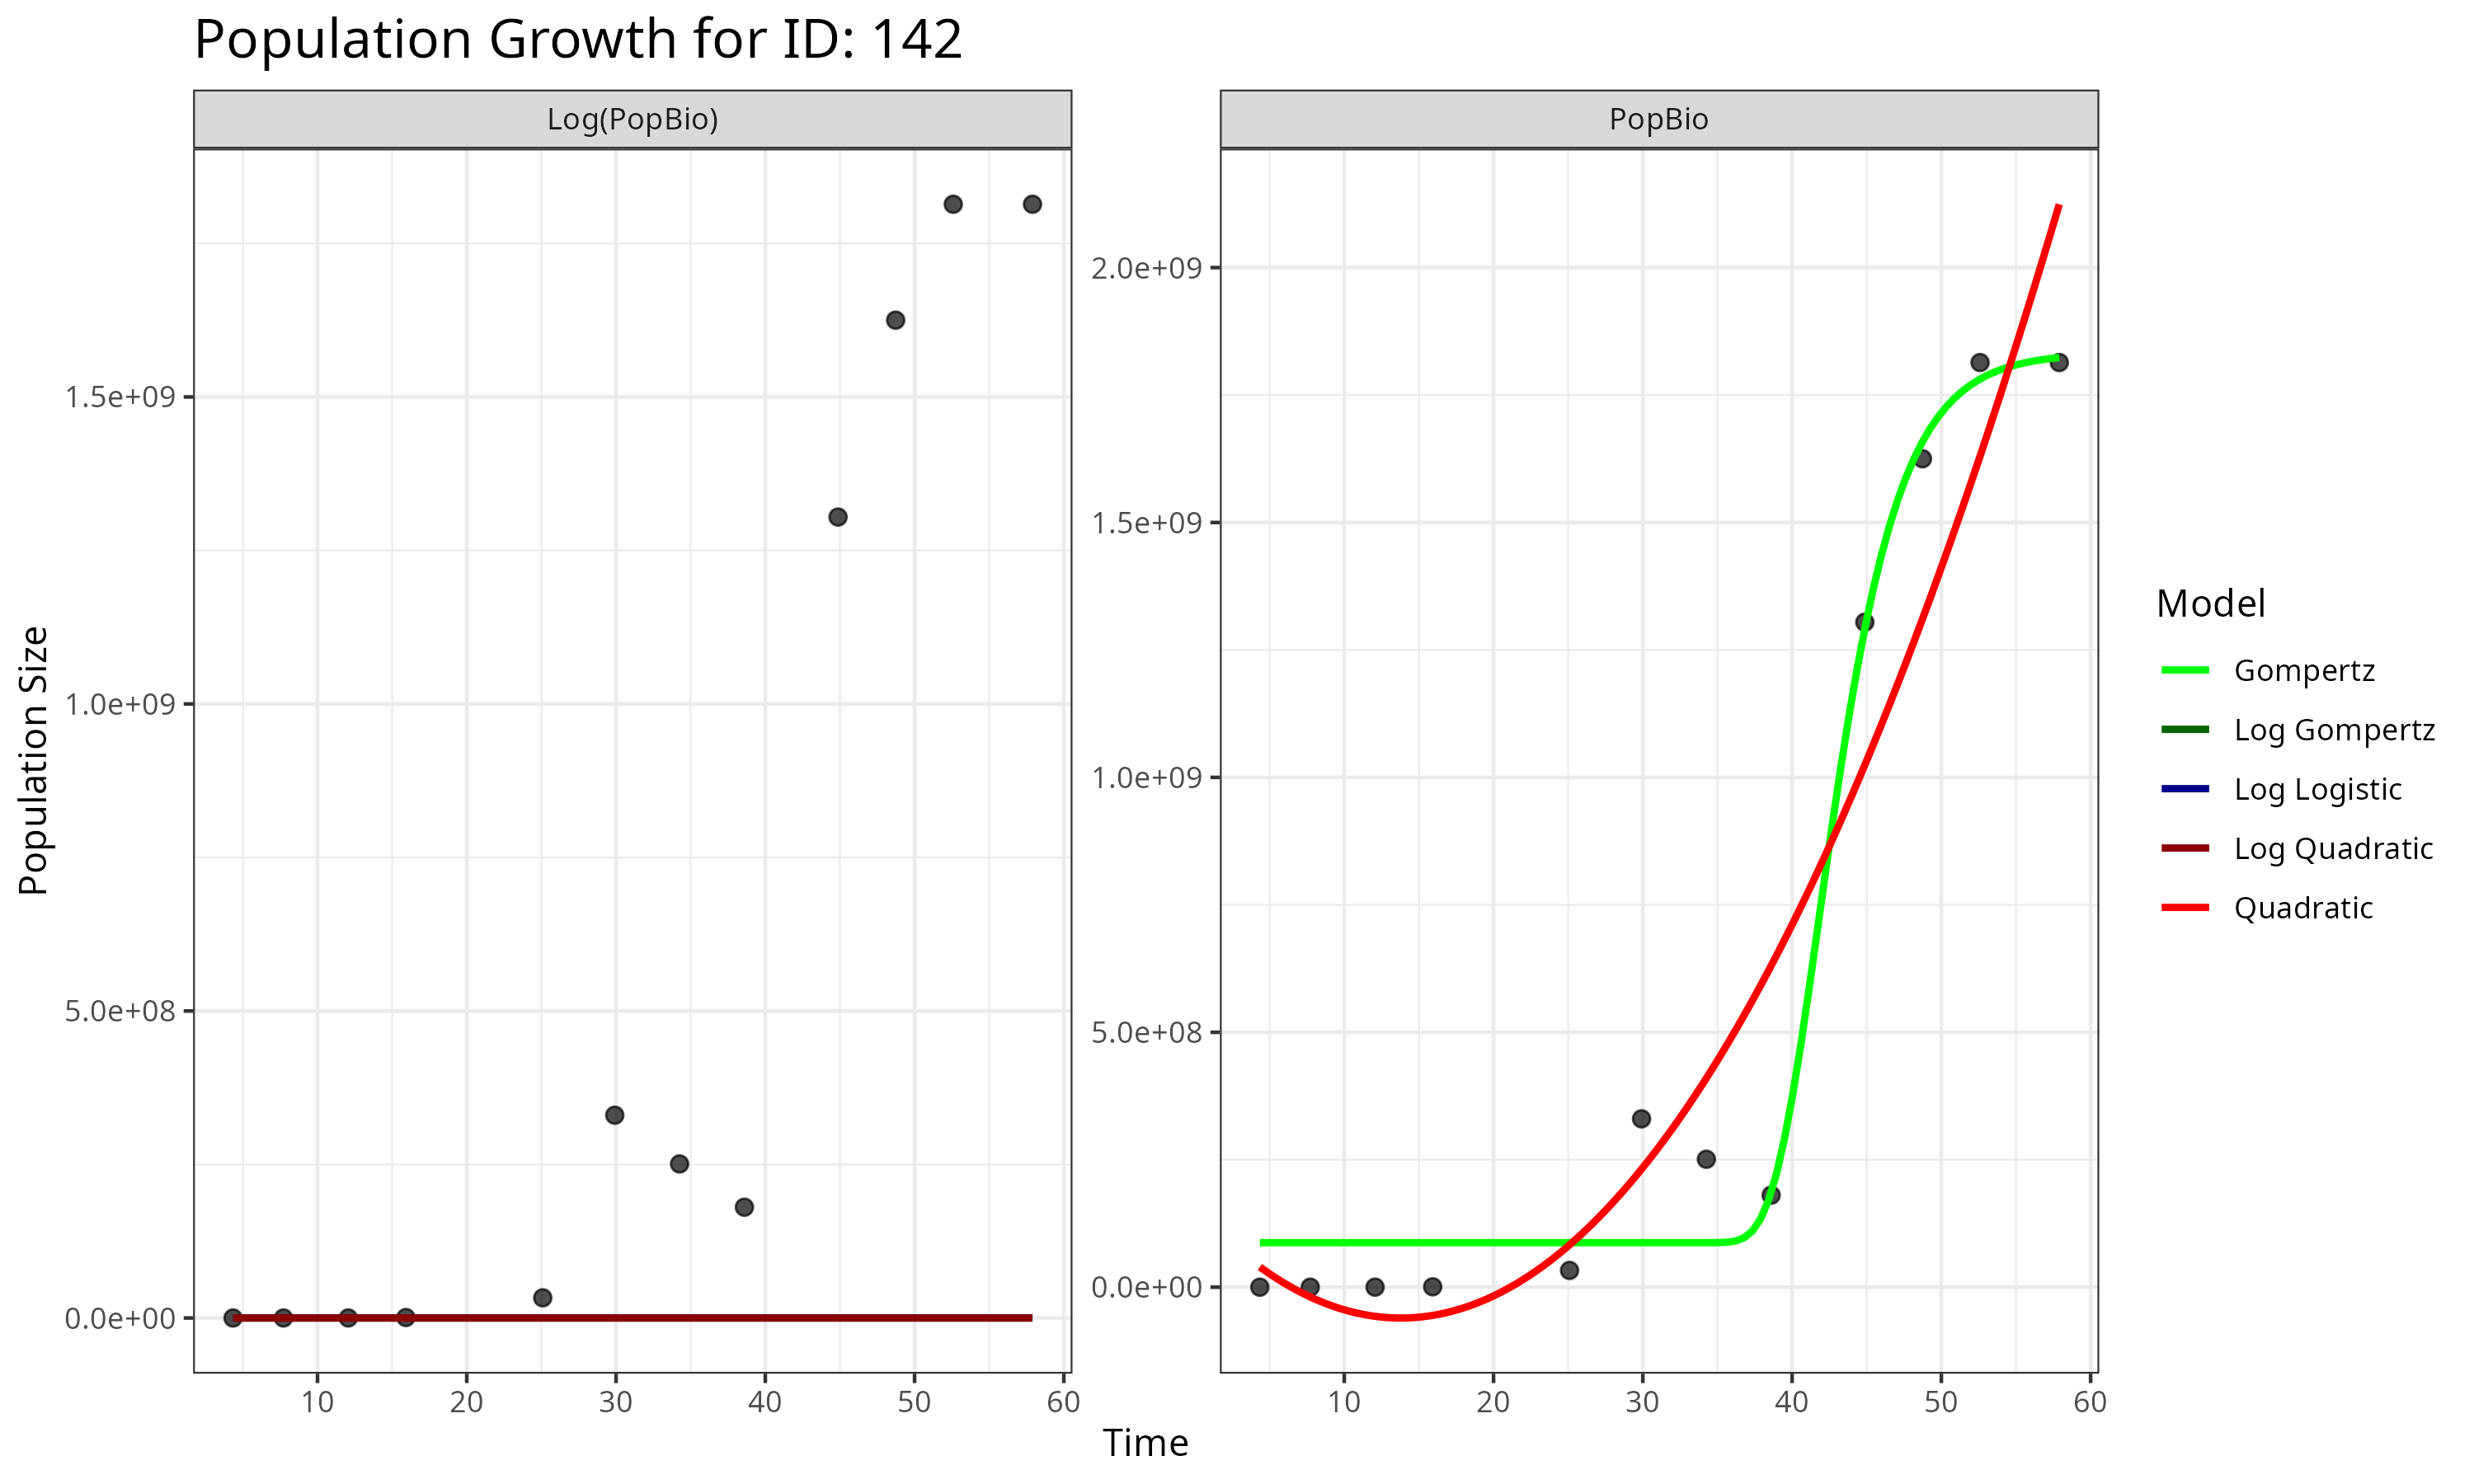 Population Growth for ID: 142
Log(PopBio)
PopBio
Population Size
1.5e+09
1.0e+09
5.0e+08
0.0e+00
2.0e+09
1.5e+09
1.0e+09
5.0e+08
0.0e+00
10 20 30 40 50 60
10 20 30 40 50 60
Time
Model
Gompertz
Log Gompertz
Log Logistic
Log Quadratic
Quadratic